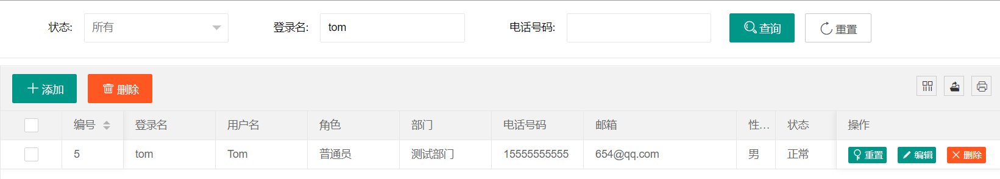 状态: 所有 登录名: tom 电话号码: 查询 重置
添加 删除
编号 登录名 用户名 角色 部门 电话号码 邮箱 性... 状态 操作
5 tom Tom 普通员 测试部门 15555555555 654@qq.com 男 正常 重置 编辑 删除